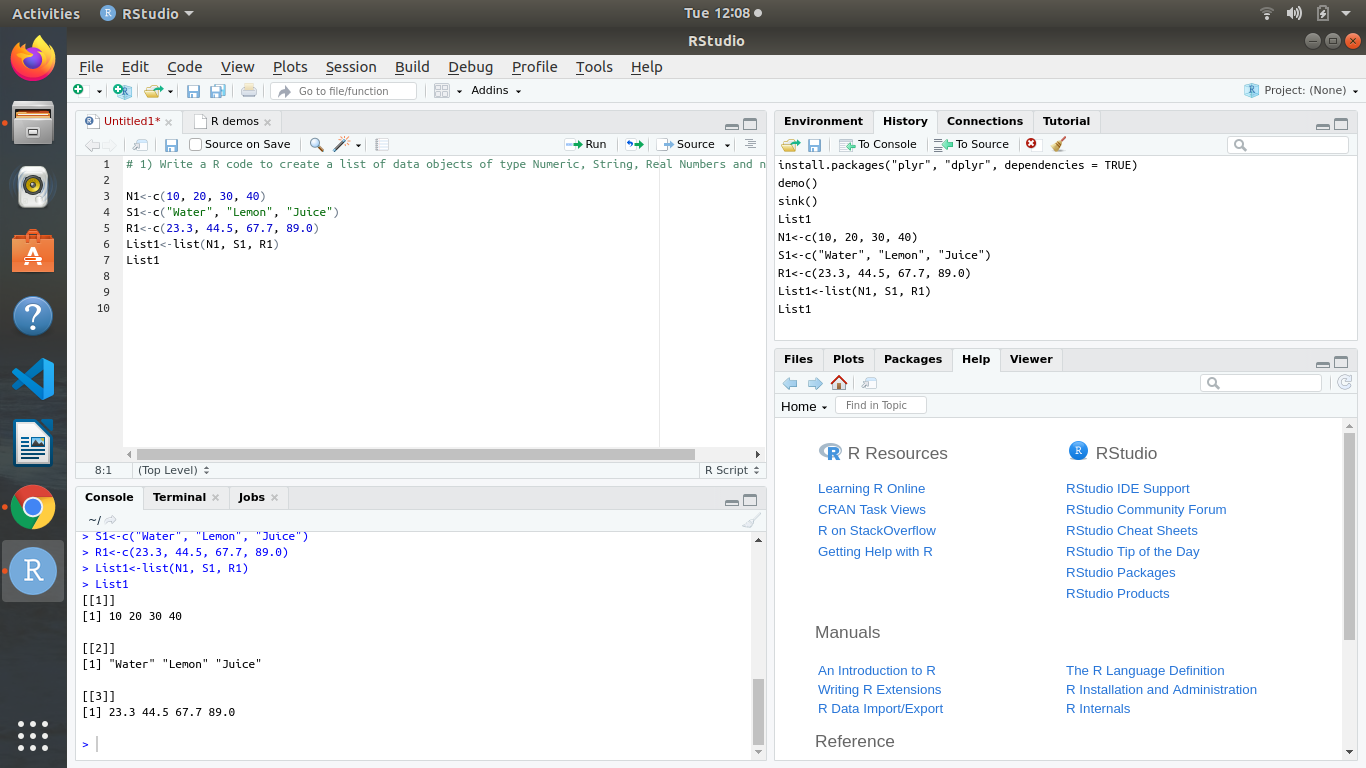 Activities RStudio Tue 12:08
RStudio
File Edit Code View Plots Session Build Debug Profile Tools Help
Go to file/function Addins Project: (None)
Untitled1* R demos
Source on Save Run Source
1 # 1) Write a R code to create a list of data objects of type Numeric, String, Real Numbers and n
2
3 N1<-c(10, 20, 30, 40)
4 S1<-c("Water", "Lemon", "Juice")
5 R1<-c(23.3, 44.5, 67.7, 89.0)
6 List1<-list(N1, S1, R1)
7 List1
8
9
10
8:1 (Top Level) R Script
Console Terminal Jobs
~/
> S1<-c("Water", "Lemon", "Juice")
> R1<-c(23.3, 44.5, 67.7, 89.0)
> List1<-list(N1, S1, R1)
> List1
[[1]]
[1] 10 20 30 40
[[2]]
[1] "Water" "Lemon" "Juice"
[[3]]
[1] 23.3 44.5 67.7 89.0
>
Environment History Connections Tutorial
To Console To Source
install.packages("plyr", "dplyr", dependencies = TRUE)
demo()
sink()
List1
N1<-c(10, 20, 30, 40)
S1<-c("Water", "Lemon", "Juice")
R1<-c(23.3, 44.5, 67.7, 89.0)
List1<-list(N1, S1, R1)
List1
Files Plots Packages Help Viewer
Home Find in Topic
R Resources
Learning R Online
CRAN Task Views
R on StackOverflow
Getting Help with R
RStudio
RStudio IDE Support
RStudio Community Forum
RStudio Cheat Sheets
RStudio Tip of the Day
RStudio Packages
RStudio Products
Manuals
An Introduction to R
Writing R Extensions
R Data Import/Export
The R Language Definition
R Installation and Administration
R Internals
Reference